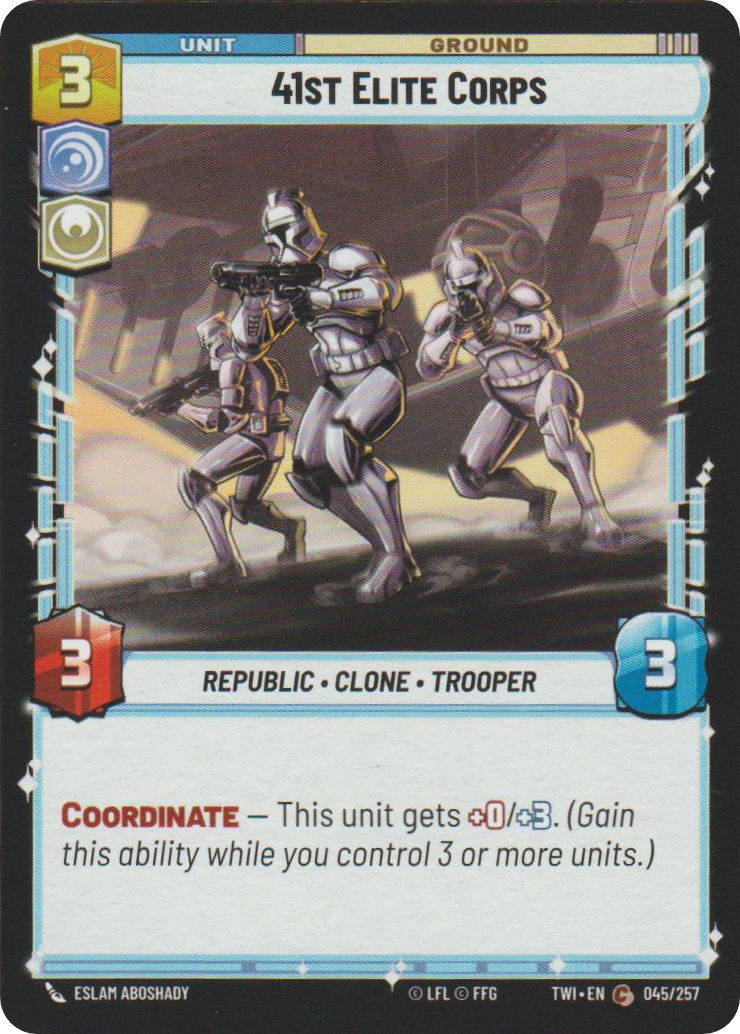 UNIT
GROUND
3
41st Elite Corps
3
REPUBLIC • CLONE • TROOPER
3
COORDINATE — This unit gets +0/+3. (Gain
this ability while you control 3 or more units.)
ESLAM ABOSHADY
© LFL © FFG
TWI • EN C 045/257